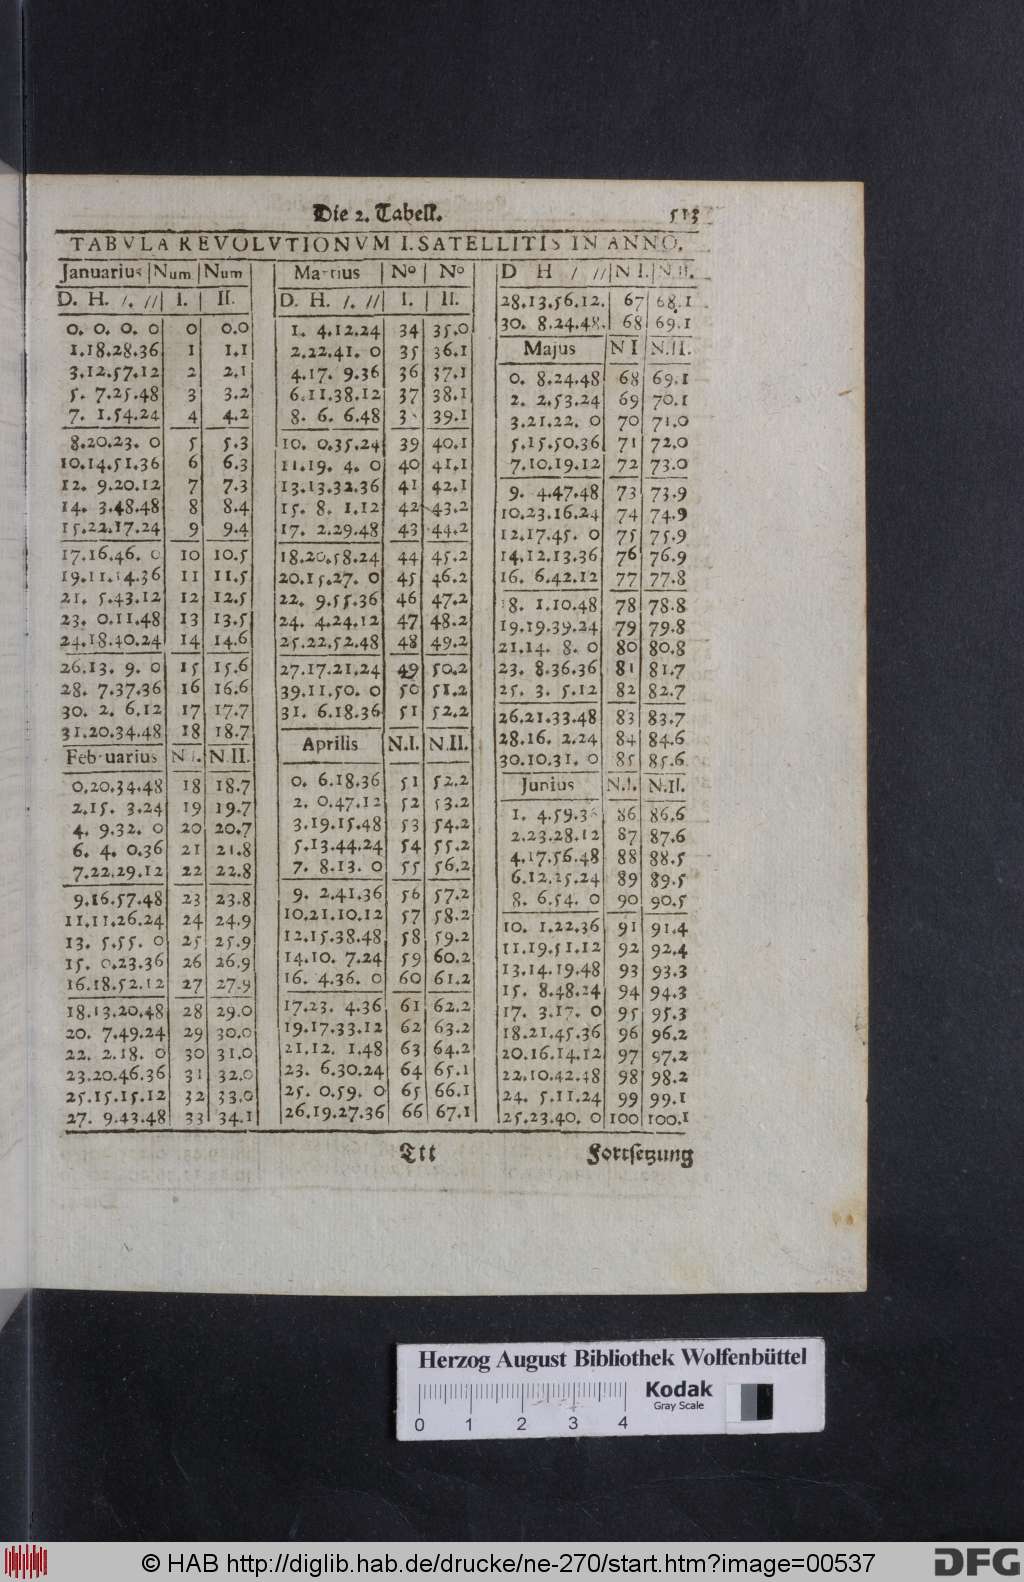 Die 2. Tabell. 513
TABVLA REVOLVTIONVM I. SATELLITIS IN ANNO.
Januarius Num Num
D. H. /. // I. II.
0. 0. 0. 0 0 0.0
1.18.28.36 1 1.1
3.12.57.12 2 2.1
5. 7.25.48 3 3.2
7. 1.54.24 4 4.2
8.20.23. 0 5 5.3
10.14.51.36 6 6.3
12. 9.20.12 7 7.3
14. 3.48.48 8 8.4
15.22.17.24 9 9.4
17.16.46. 0 10 10.5
19.11.14.36 11 11.5
21. 5.43.12 12 12.5
23. 0.11.48 13 13.5
24.18.40.24 14 14.6
26.13. 9. 0 15 15.6
28. 7.37.36 16 16.6
30. 2. 6.12 17 17.7
31.20.34.48 18 18.7
Februarius N I. N.II.
0.20.34.48 18 18.7
2.15. 3.24 19 19.7
4. 9.32. 0 20 20.7
6. 4. 0.36 21 21.8
7.22.29.12 22 22.8
9.16.57.48 23 23.8
11.11.26.24 24 24.9
13. 5.55. 0 25 25.9
15. 0.23.36 26 26.9
16.18.52.12 27 27.9
18.13.20.48 28 29.0
20. 7.49.24 29 30.0
22. 2.18. 0 30 31.0
23.20.46.36 31 32.0
25.15.15.12 32 33.0
27. 9.43.48 33 34.1
Martius No No
D. H. /. // I. II.
1. 4.12.24 34 35.0
2.22.41. 0 35 36.1
4.17. 9.36 36 37.1
6.11.38.12 37 38.1
8. 6. 6.48 3 39.1
10. 0.35.24 39 40.1
11.19. 4. 0 40 41.1
13.13.32.36 41 42.1
15. 8. 1.12 42 43.2
17. 2.29.48 43 44.2
18.20.58.24 44 45.2
20.15.27. 0 45 46.2
22. 9.55.36 46 47.2
24. 4.24.12 47 48.2
25.22.52.48 48 49.2
27.17.21.24 49 50.2
39.11.50. 0 50 51.2
31. 6.18.36 51 52.2
Aprilis N.I. N.II.
0. 6.18.36 51 52.2
2. 0.47.12 52 53.2
3.19.15.48 53 54.2
5.13.44.24 54 55.2
7. 8.13. 0 55 56.2
9. 2.41.36 56 57.2
10.21.10.12 57 58.2
12.15.38.48 58 59.2
14.10. 7.24 59 60.2
16. 4.36. 0 60 61.2
17.23. 4.36 61 62.2
19.17.33.12 62 63.2
21.12. 1.48 63 64.2
23. 6.30.24 64 65.1
25. 0.59. 0 65 66.1
26.19.27.36 66 67.1
D H / // N I. N.II.
28.13.56.12. 67 68.1
30. 8.24.48. 68 69.1
Majus N I N.II.
0. 8.24.48 68 69.1
2. 2.53.24 69 70.1
3.21.22. 0 70 71.0
5.15.50.36 71 72.0
7.10.19.12 72 73.0
9. 4.47.48 73 73.9
10.23.16.24 74 74.9
12.17.45. 0 75 75.9
14.12.13.36 76 76.9
16. 6.42.12 77 77.8
18. 1.10.48 78 78.8
19.19.39.24 79 79.8
21.14. 8. 0 80 80.8
23. 8.36.36 81 81.7
25. 3. 5.12 82 82.7
26.21.33.48 83 83.7
28.16. 2.24 84 84.6
30.10.31. 0 85 85.6
Junius N.I. N.II.
1. 4.59.36 86 86.6
2.23.28.12 87 87.6
4.17.56.48 88 88.5
6.12.25.24 89 89.5
8. 6.54. 0 90 90.5
10. 1.22.36 91 91.4
11.19.51.12 92 92.4
13.14.19.48 93 93.3
15. 8.48.24 94 94.3
17. 3.17. 0 95 95.3
18.21.45.36 96 96.2
20.16.14.12 97 97.2
22.10.42.48 98 98.2
24. 5.11.24 99 99.1
25.23.40. 0 100 100.1
Ttt Fortsetzung
Herzog August Bibliothek Wolfenbüttel
0 1 2 3 4
Kodak
Gray Scale
© HAB http://diglib.hab.de/drucke/ne-270/start.htm?image=00537
DFG